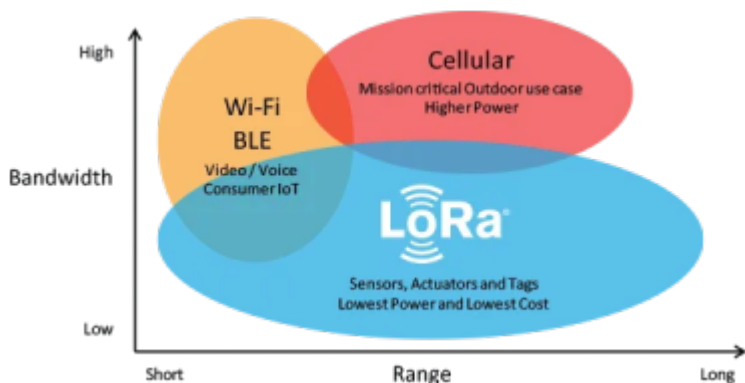 High
Bandwidth
Low
Wi-Fi
BLE
Video / Voice
Consumer IoT
Cellular
Mission critical Outdoor use case
Higher Power
LoRa®
Sensors, Actuators and Tags
Lowest Power and Lowest Cost
Short
Range
Long